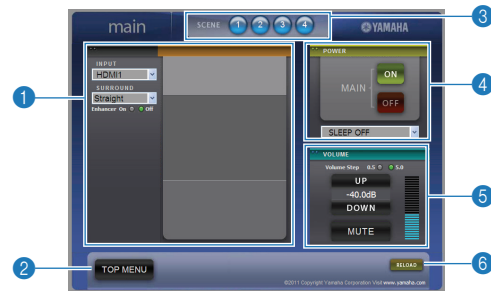 main
SCENE 1 2 3 4
YAMAHA
3
1
INPUT
HDMI1
SURROUND
Straight
Enhancer On Off
POWER
MAIN
ON
OFF
SLEEP OFF
4
VOLUME
Volume Step 0.5 5.0
UP
-40.0dB
DOWN
MUTE
5
2
TOP MENU
RELOAD
6
©2011 Copyright Yamaha Corporation Visit www.yamaha.com